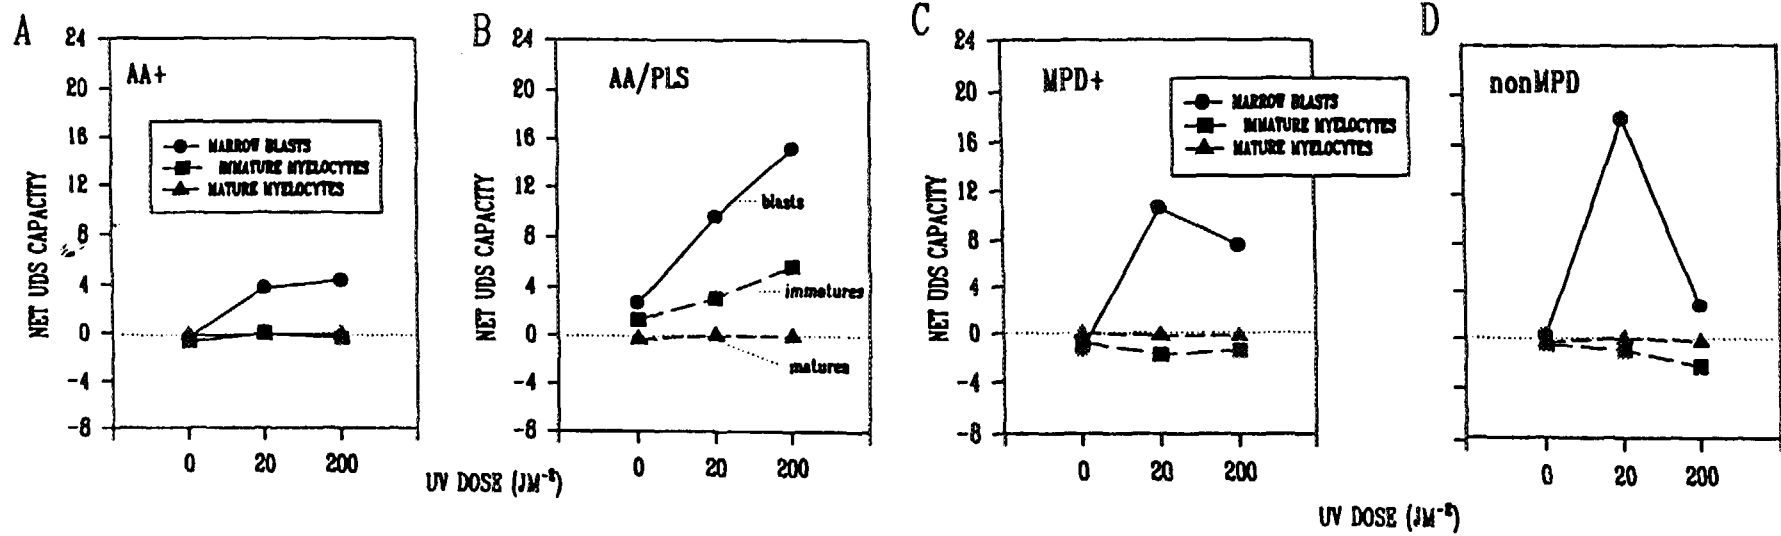 A
AA+
24
20
16
12
8
4
0
-4
-8
NET UDS CAPACITY
MARROW BLASTS
IMMATURE MYELOCYTES
MATURE MYELOCYTES
0 20 200
B
AA/PLS
24
20
16
12
8
4
0
-4
-8
NET UDS CAPACITY
blasts
immatures
matures
0 20 200
UV DOSE (JM⁻²)
C
MPD+
24
20
16
12
8
4
0
-4
-8
NET UDS CAPACITY
MARROW BLASTS
IMMATURE MYELOCYTES
MATURE MYELOCYTES
0 20 200
D
nonMPD
0 20 200
UV DOSE (JM⁻²)